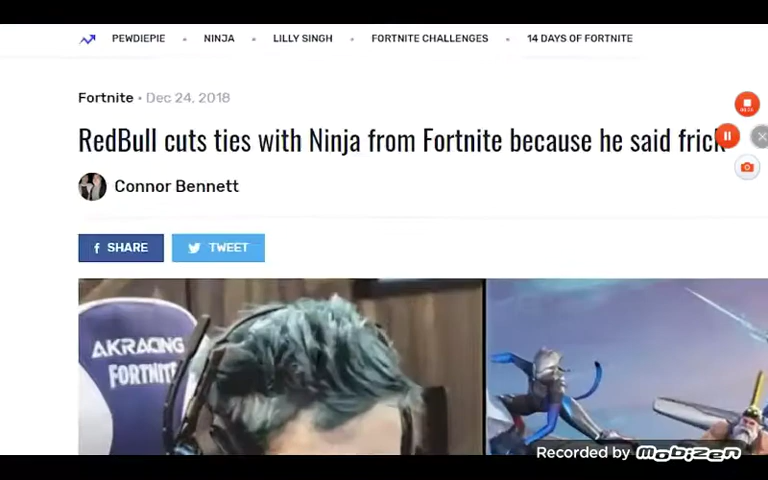 PEWDIEPIE • NINJA • LILLY SINGH • FORTNITE CHALLENGES • 14 DAYS OF FORTNITE
Fortnite • Dec 24, 2018
RedBull cuts ties with Ninja from Fortnite because he said frick
Connor Bennett
f SHARE TWEET
AKRACING
FORTNITE
Recorded by MOBIZEN